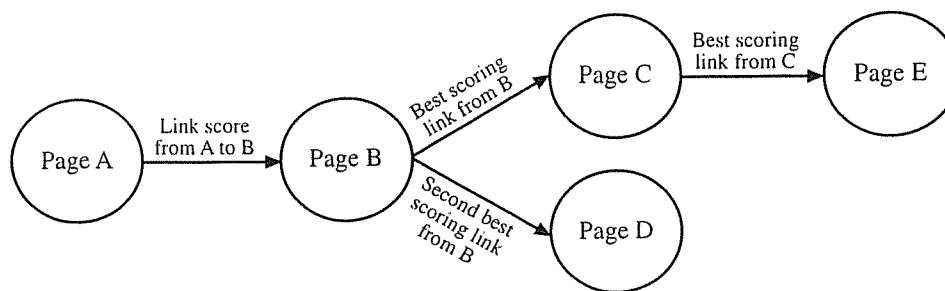 Page A
Link score
from A to B
Page B
Best scoring
link from B
Page C
Best scoring
link from C
Page E
Second best
scoring link
from B
Page D